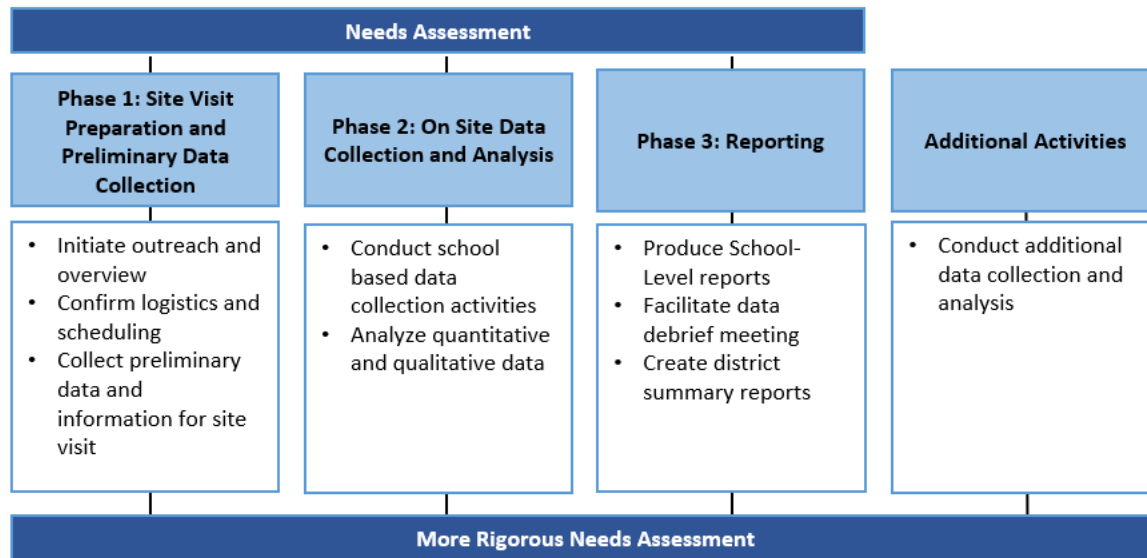 Needs Assessment
Phase 1: Site Visit
Preparation and
Preliminary Data
Collection
Phase 2: On Site Data
Collection and Analysis
Phase 3: Reporting
Additional Activities
• Initiate outreach and
overview
• Confirm logistics and
scheduling
• Collect preliminary
data and
information for site
visit
• Conduct school
based data
collection activities
• Analyze quantitative
and qualitative data
• Produce School-
Level reports
• Facilitate data
debrief meeting
• Create district
summary reports
• Conduct additional
data collection and
analysis
More Rigorous Needs Assessment